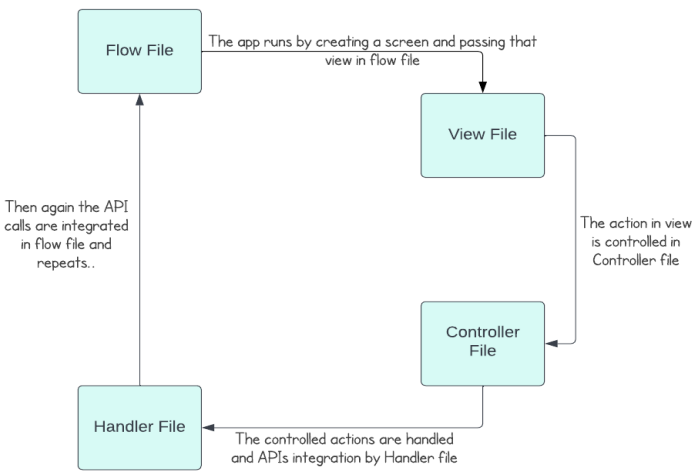 Flow File
The app runs by creating a screen and passing that
view in flow file
View File
The action in view
is controlled in
Controller file
Controller
File
The controlled actions are handled
and APIs integration by Handler file
Handler File
Then again the API
calls are integrated
in flow file and
repeats..